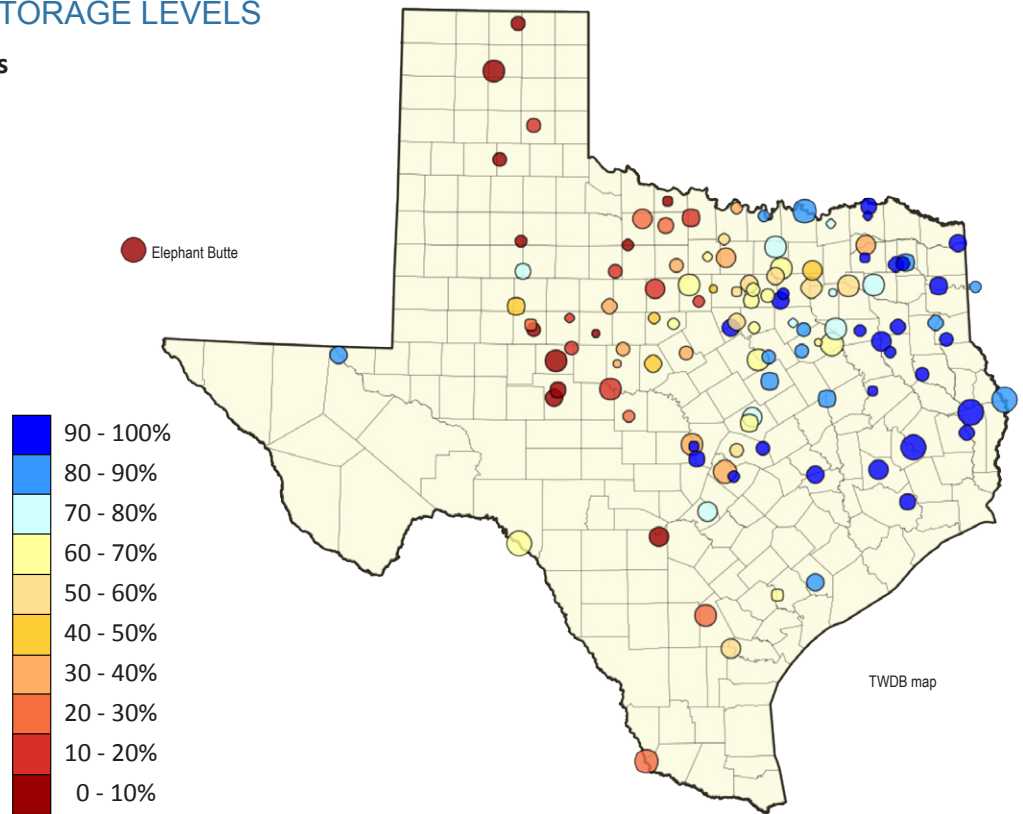 TORAGE LEVELS
s
Elephant Butte
90 - 100%
80 - 90%
70 - 80%
60 - 70%
50 - 60%
40 - 50%
30 - 40%
20 - 30%
10 - 20%
0 - 10%
TWDB map